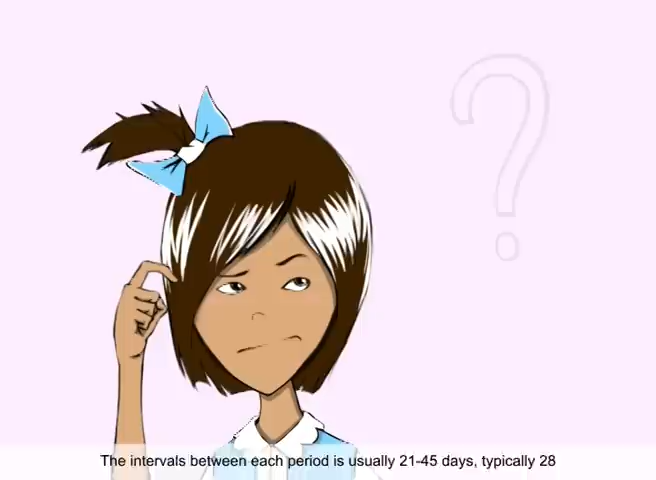 ?
The intervals between each period is usually 21-45 days, typically 28